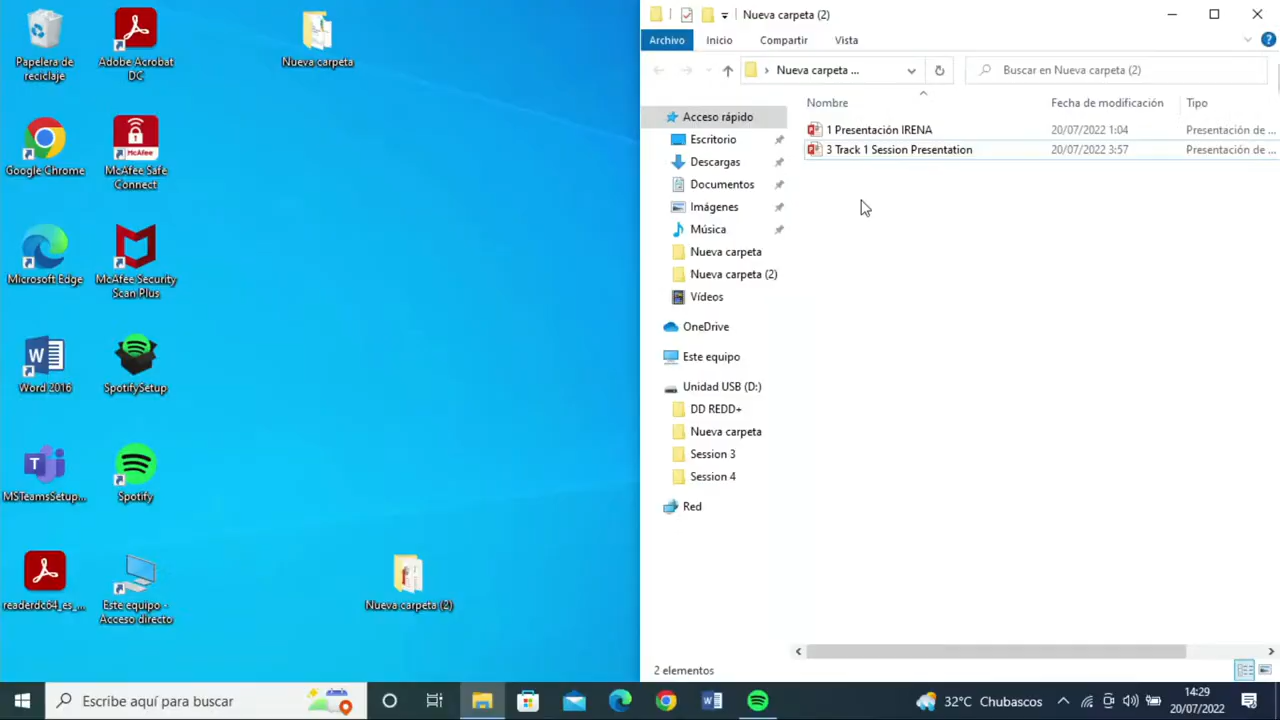 Papelera de
reciclaje
Adobe Acrobat
DC
Nueva carpeta
Google Chrome
McAfee Safe
Connect
Microsoft Edge
McAfee Security
Scan Plus
Word 2016
SpotifySetup
MSTeamsSetup...
Spotify
readerdc64_es_...
Este equipo -
Acceso directo
Nueva carpeta (2)
Nueva carpeta (2)
Archivo
Inicio
Compartir
Vista
Nueva carpeta ...
Buscar en Nueva carpeta (2)
Nombre
Fecha de modificación
Tipo
1 Presentación IRENA
20/07/2022 1:04
Presentación de ...
3 Track 1 Session Presentation
20/07/2022 3:57
Presentación de ...
Acceso rápido
Escritorio
Descargas
Documentos
Imágenes
Música
Nueva carpeta
Nueva carpeta (2)
Vídeos
OneDrive
Este equipo
Unidad USB (D:)
DD REDD+
Nueva carpeta
Session 3
Session 4
Red
2 elementos
Escribe aquí para buscar
32°C Chubascos
14:29
20/07/2022